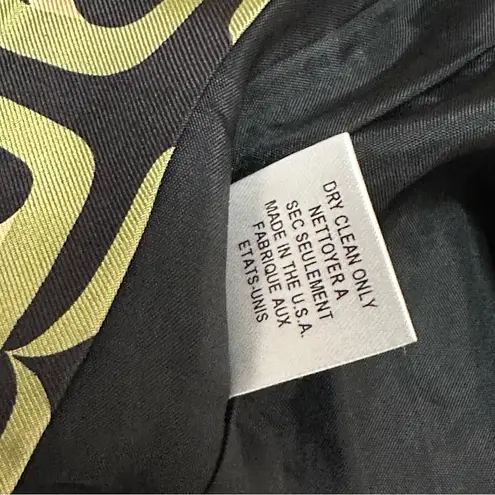 DRY CLEAN ONLY
NETTOYER A
SEC SEULEMENT
MADE IN THE U.S.A.
FABRIQUE AUX
ETATS-UNIS